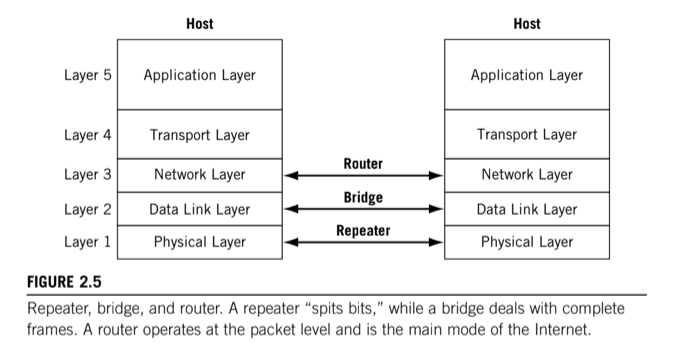 Host Host
Layer 5 Application Layer Application Layer
Layer 4 Transport Layer Transport Layer
Layer 3 Network Layer Router Network Layer
Layer 2 Data Link Layer Bridge Data Link Layer
Layer 1 Physical Layer Repeater Physical Layer
FIGURE 2.5
Repeater, bridge, and router. A repeater “spits bits,” while a bridge deals with complete
frames. A router operates at the packet level and is the main mode of the Internet.